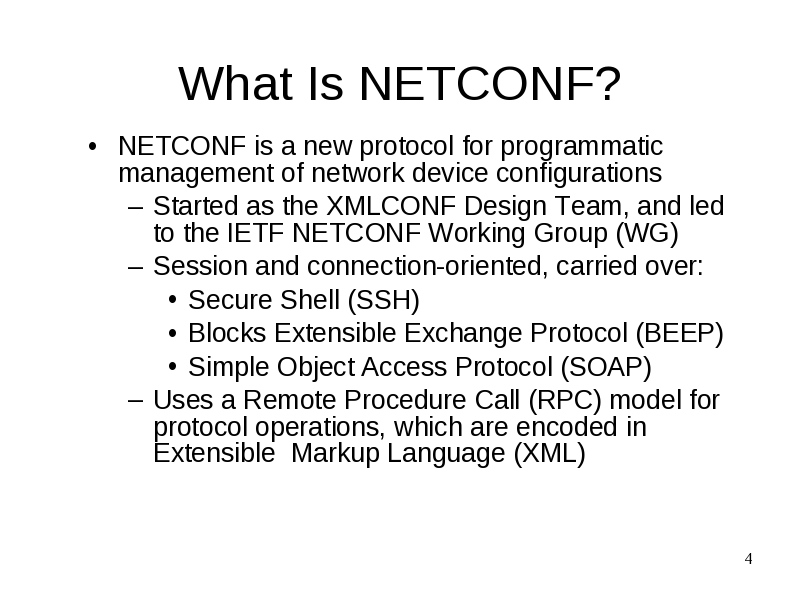 What Is NETCONF?
• NETCONF is a new protocol for programmatic
management of network device configurations
– Started as the XMLCONF Design Team, and led
to the IETF NETCONF Working Group (WG)
– Session and connection-oriented, carried over:
• Secure Shell (SSH)
• Blocks Extensible Exchange Protocol (BEEP)
• Simple Object Access Protocol (SOAP)
– Uses a Remote Procedure Call (RPC) model for
protocol operations, which are encoded in
Extensible  Markup Language (XML)
4